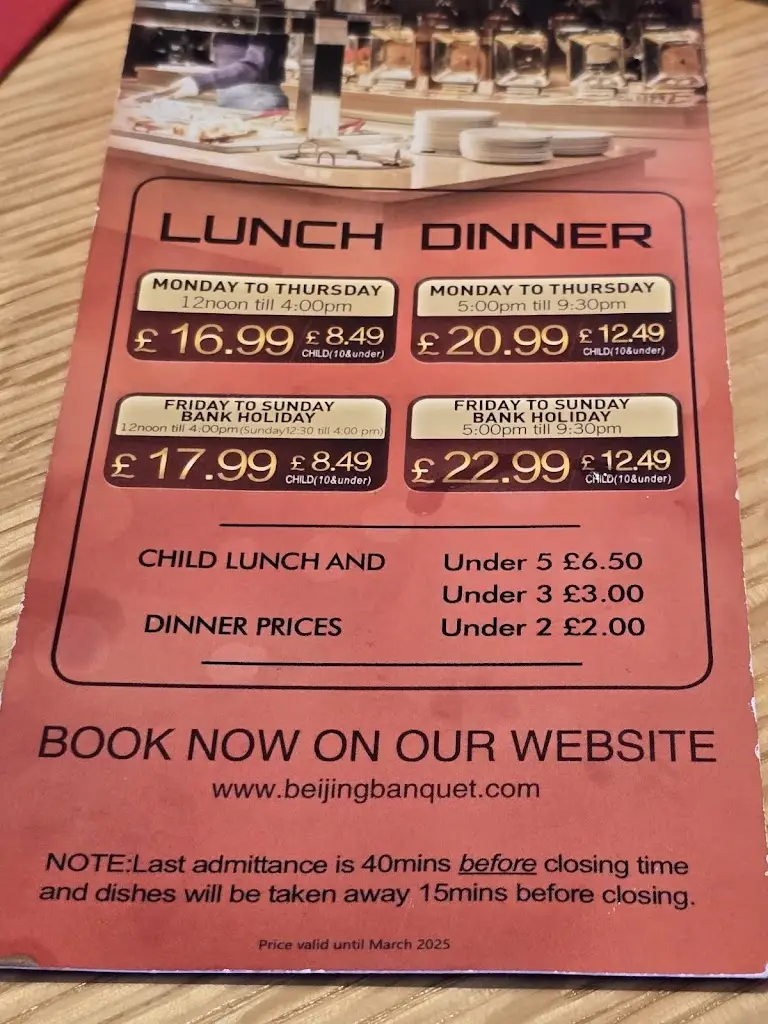 LUNCH DINNER
MONDAY TO THURSDAY
12noon till 4:00pm
£ 16.99 £ 8.49
CHILD(10&under)
MONDAY TO THURSDAY
5:00pm till 9:30pm
£ 20.99 £ 12.49
CHILD(10&under)
FRIDAY TO SUNDAY
BANK HOLIDAY
12noon till 4:00pm(Sunday12:30 till 4:00 pm)
£ 17.99 £ 8.49
CHILD(10&under)
FRIDAY TO SUNDAY
BANK HOLIDAY
5:00pm till 9:30pm
£ 22.99 £ 12.49
CHILD(10&under)
CHILD LUNCH AND Under 5 £6.50
Under 3 £3.00
DINNER PRICES Under 2 £2.00
BOOK NOW ON OUR WEBSITE
www.beijingbanquet.com
NOTE:Last admittance is 40mins before closing time
and dishes will be taken away 15mins before closing.
Price valid until March 2025